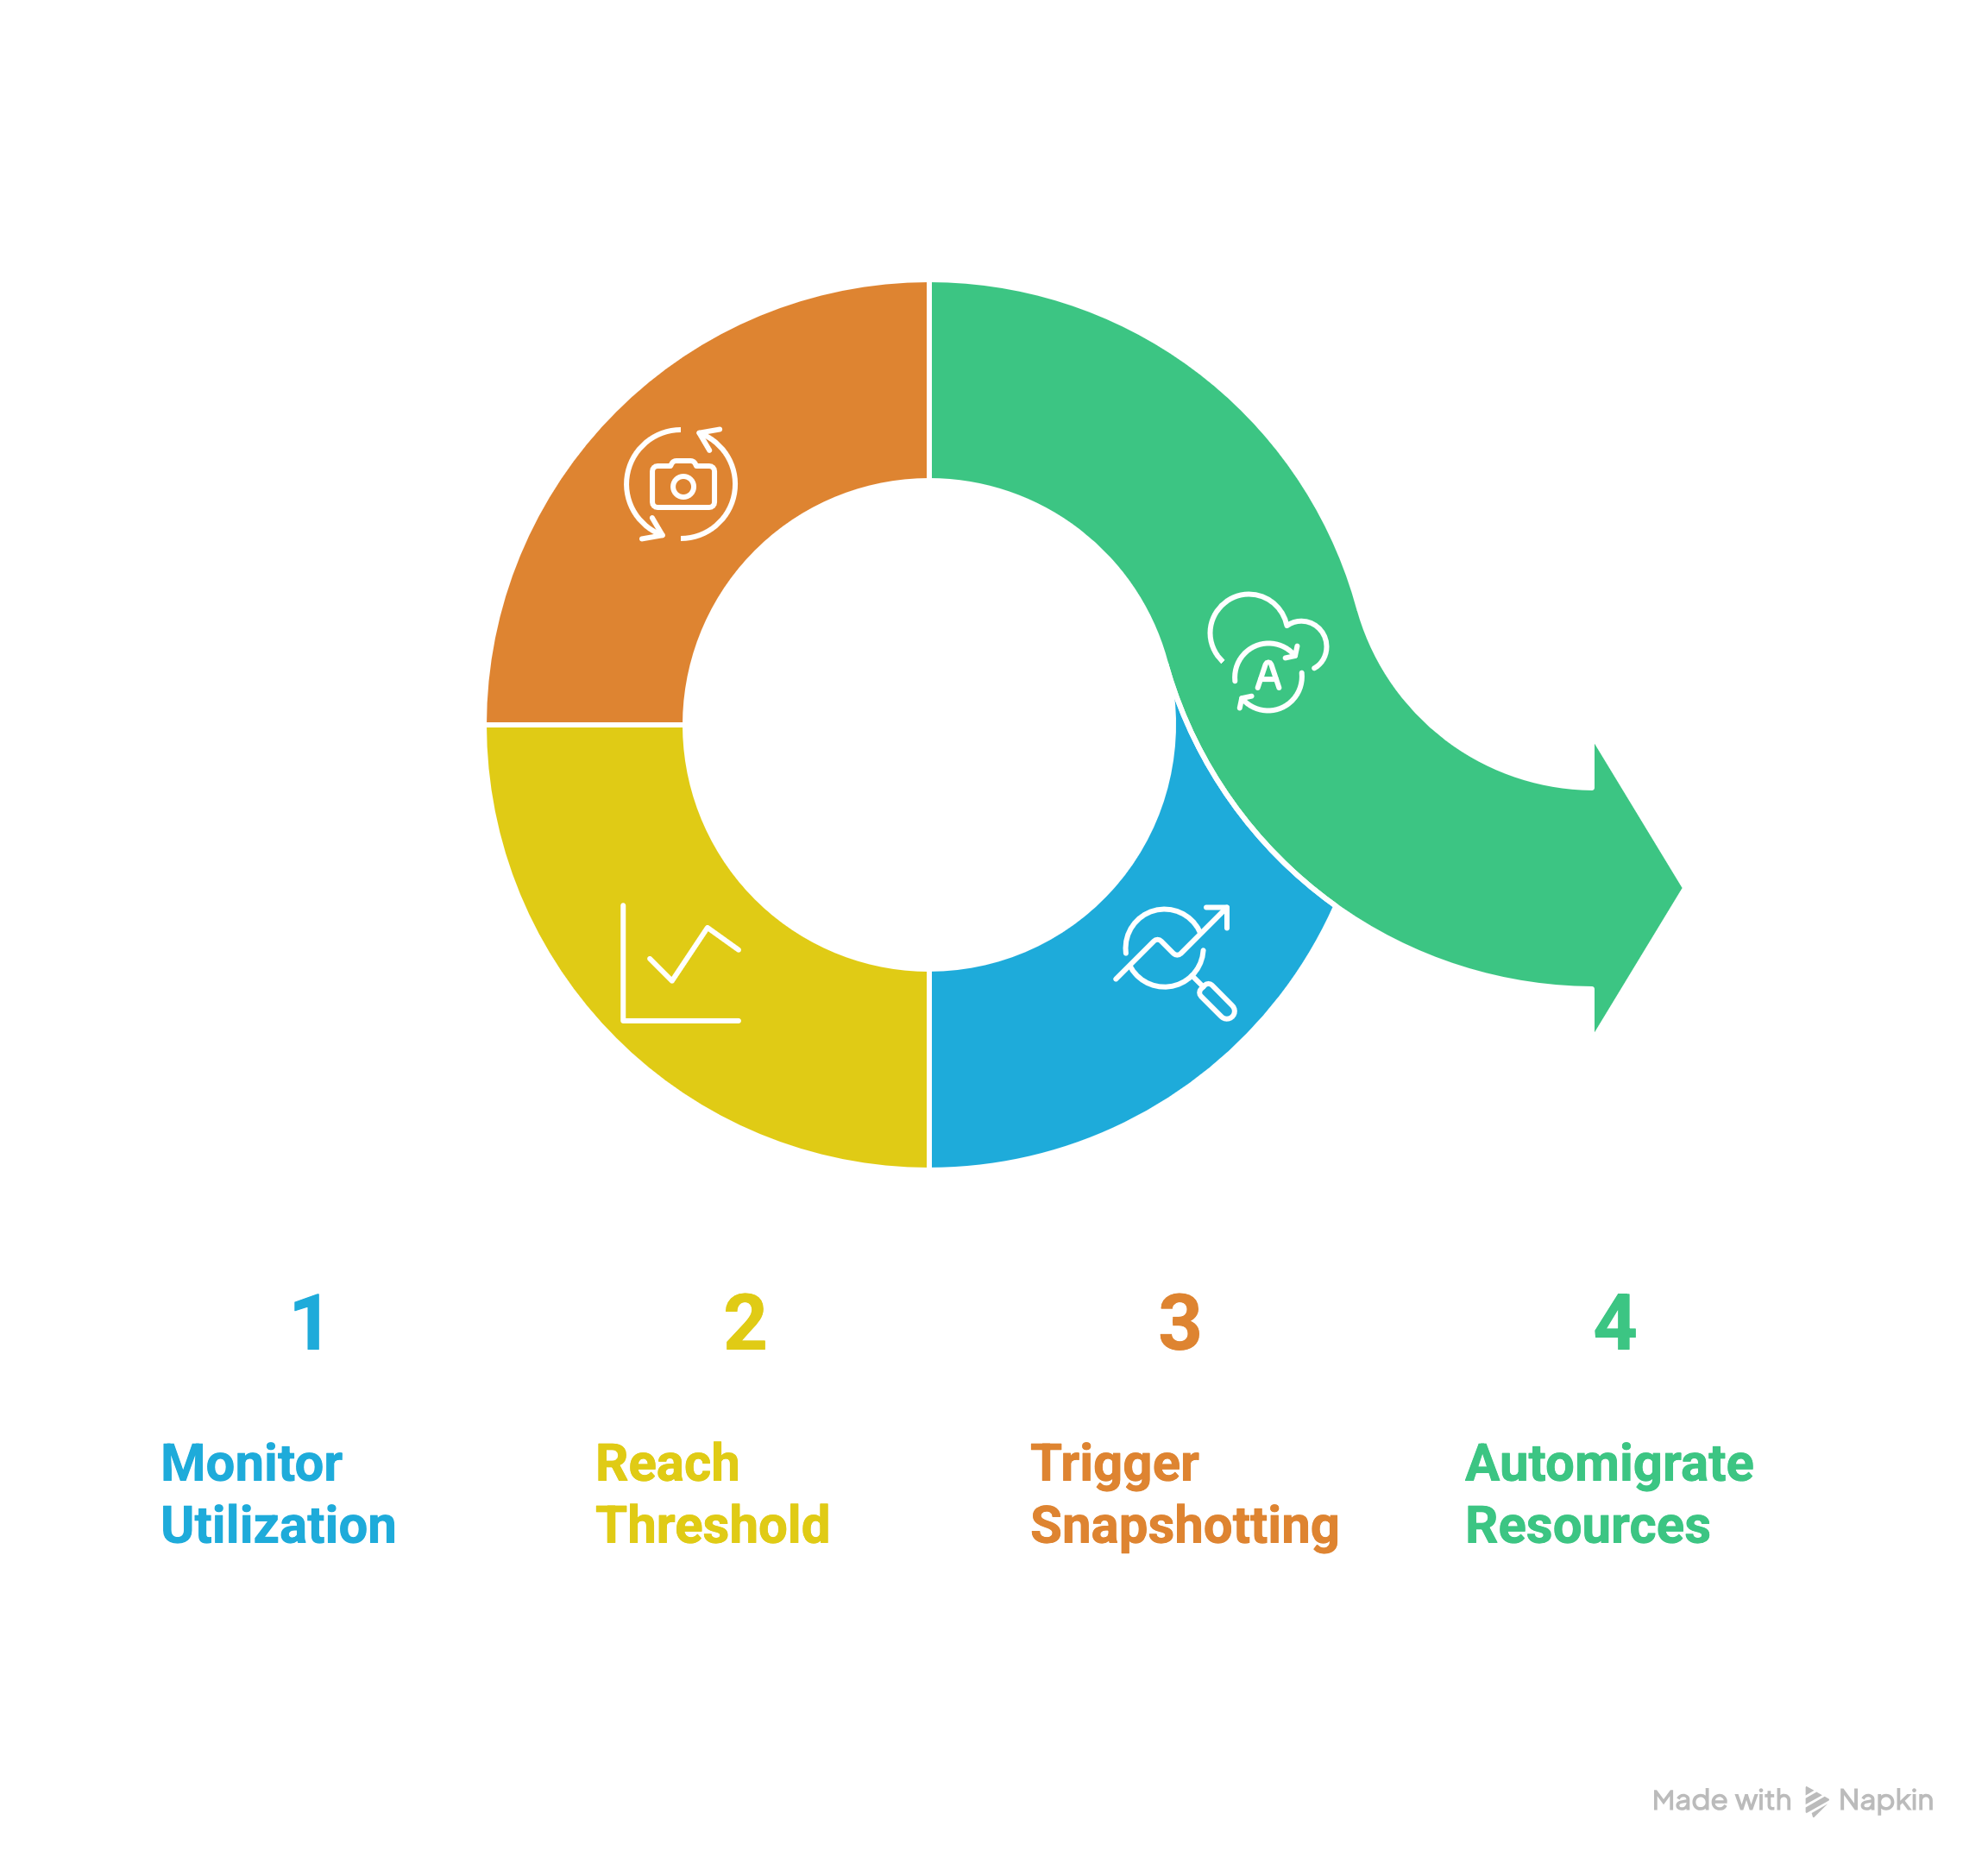 A
1
2
3
4
Monitor
Utilization
Reach
Threshold
Trigger
Snapshotting
Automigrate
Resources
Made with Napkin